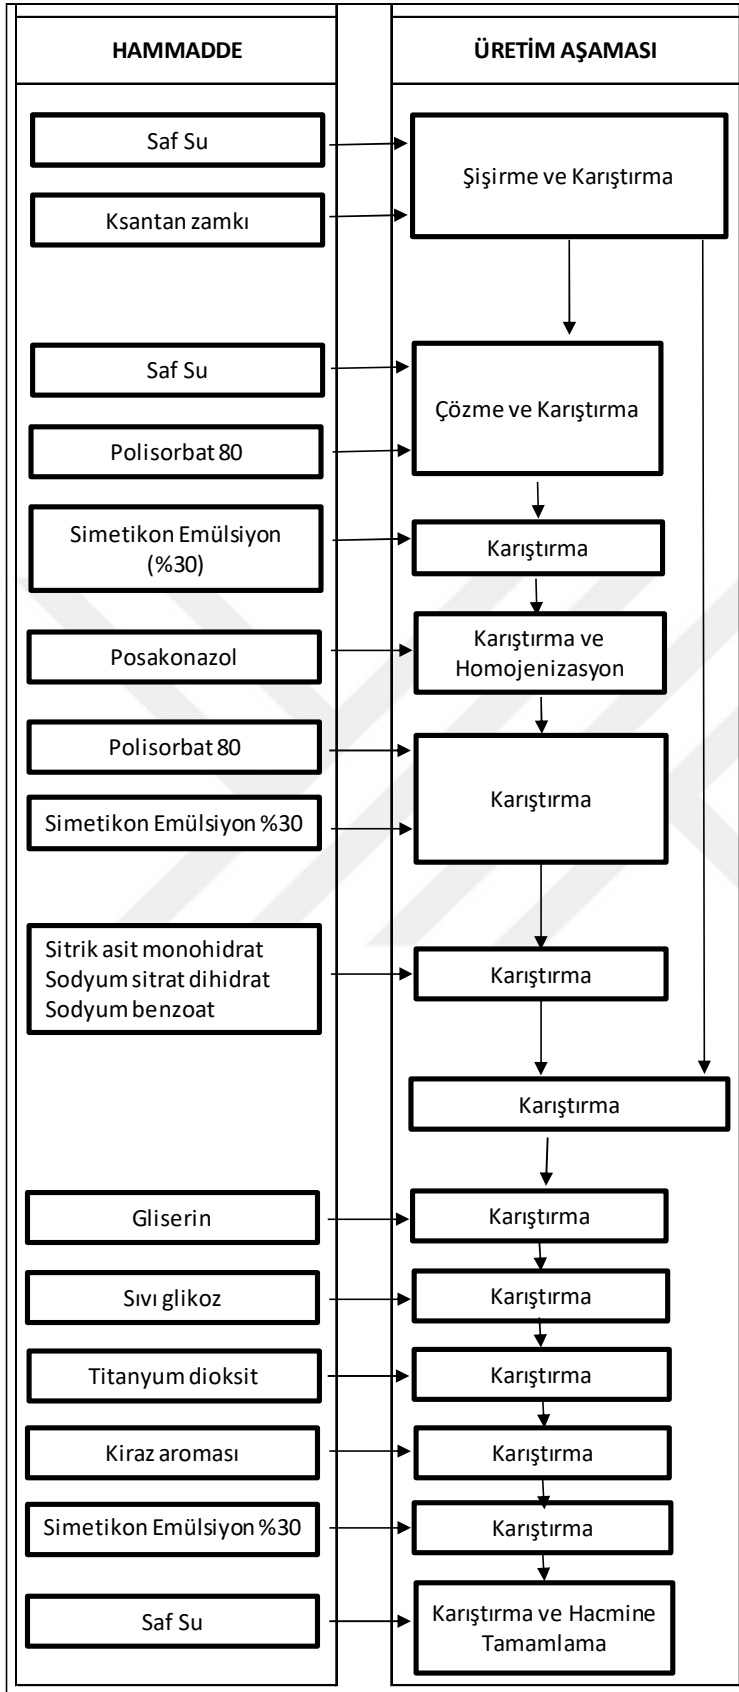 HAMMADDE
ÜRETİM AŞAMASI
Saf Su
Şişirme ve Karıştırma
Ksantan zamkı
Saf Su
Çözme ve Karıştırma
Polisorbat 80
Simetikon Emülsiyon
(%30)
Karıştırma
Posakonazol
Karıştırma ve
Homojenizasyon
Polisorbat 80
Karıştırma
Simetikon Emülsiyon %30
Sitrik asit monohidrat
Sodyum sitrat dihidrat
Sodyum benzoat
Karıştırma
Karıştırma
Gliserin
Karıştırma
Sıvı glikoz
Karıştırma
Titanyum dioksit
Karıştırma
Kiraz aroması
Karıştırma
Simetikon Emülsiyon %30
Karıştırma
Saf Su
Karıştırma ve Hacmine
Tamamlama